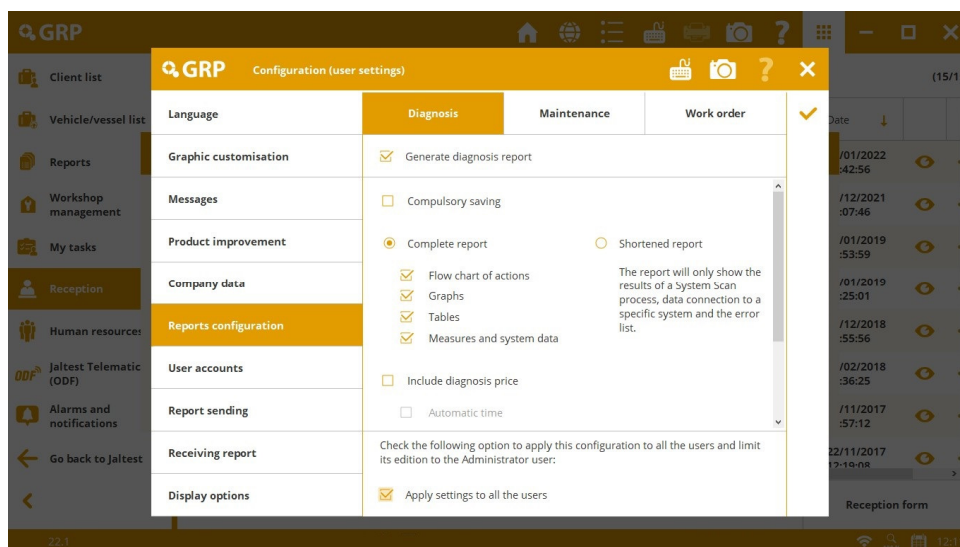 GRP
Client list
Vehicle/vessel list
Reports
Workshop
management
My tasks
Reception
Human resources
Jaltest Telematic
(ODF)
Alarms and
notifications
Go back to Jaltest
22.1
GRP
Configuration (user
settings)
Language
Graphic customisation
Messages
Product improvement
Company data
Reports configuration
User accounts
Report sending
Receiving report
Display options
Diagnosis
Maintenance
Work order
Generate diagnosis report
Compulsory saving
Complete report
Flow chart of actions
Graphs
Tables
Measures and system data
Shortened report
The report will only show the
results of a System Scan
process, data connection to a
specific system and the error
list.
Include diagnosis price
Automatic time
Check the following option to apply this configuration to all the users and limit
its edition to the Administrator user:
Apply settings to all the users
(15/1
Date
/01/2022
:42:56
/12/2021
:07:46
/01/2019
:53:59
/01/2019
:25:01
/12/2018
:55:56
/02/2018
:36:25
/11/2017
:57:12
22/11/2017
12:19:08
Reception form
12:1